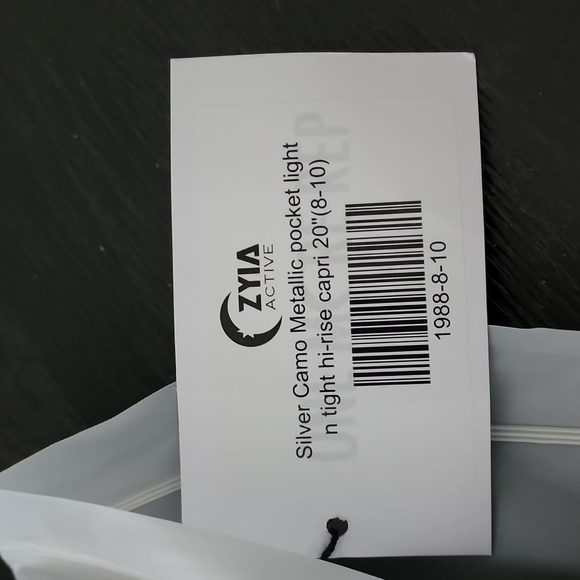 ZYIA
ACTIVE
Silver Camo Metallic pocket light
n tight hi-rise capri 20"(8-10)
1988-8-10